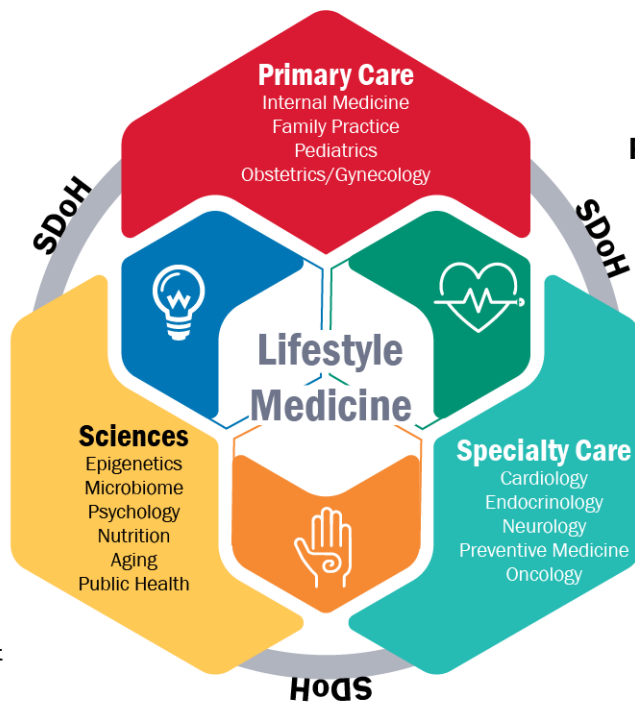 Primary Care
Internal Medicine
Family Practice
Pediatrics
Obstetrics/Gynecology
SDoH
SDoH
Lifestyle
Medicine
Sciences
Epigenetics
Microbiome
Psychology
Nutrition
Aging
Public Health
Specialty Care
Cardiology
Endocrinology
Neurology
Preventive Medicine
Oncology
SDoH